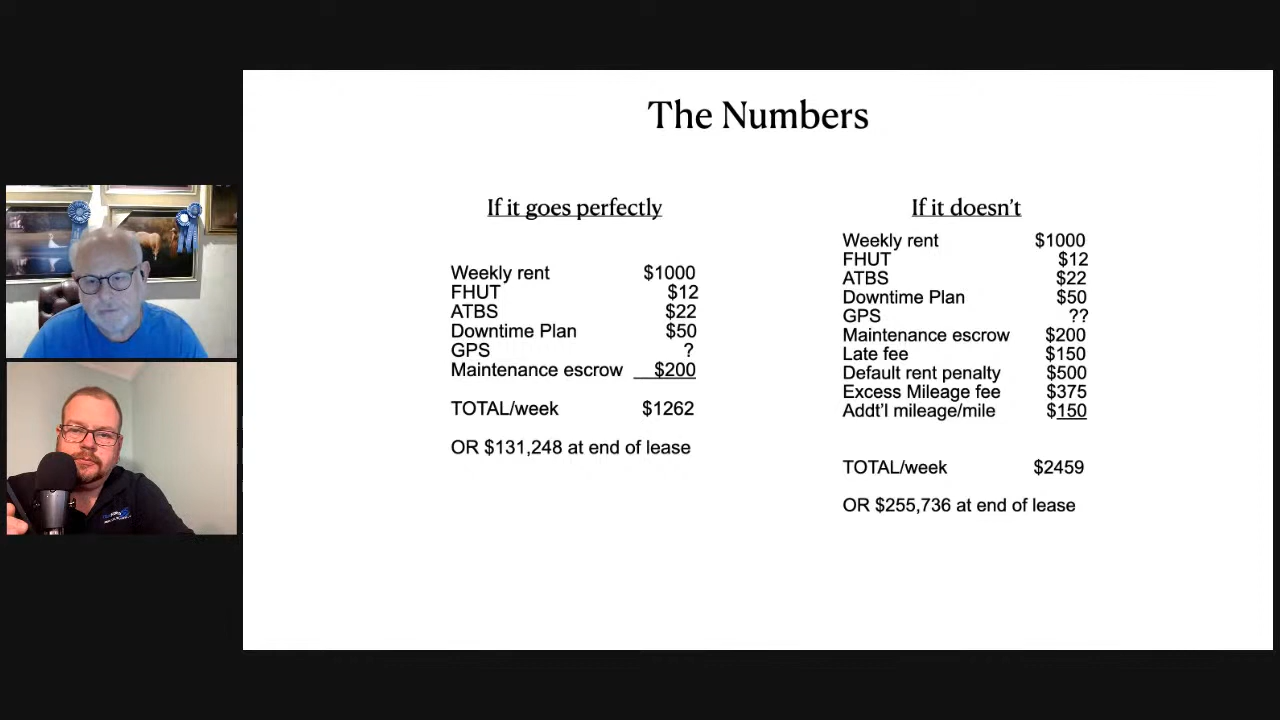 The Numbers
If it goes perfectly
Weekly rent $1000
FHUT $12
ATBS $22
Downtime Plan $50
GPS ?
Maintenance escrow $200
TOTAL/week $1262
OR $131,248 at end of lease
If it doesn't
Weekly rent $1000
FHUT $12
ATBS $22
Downtime Plan $50
GPS ??
Maintenance escrow $200
Late fee $150
Default rent penalty $500
Excess Mileage fee $375
Addt'l mileage/mile $150
TOTAL/week $2459
OR $255,736 at end of lease